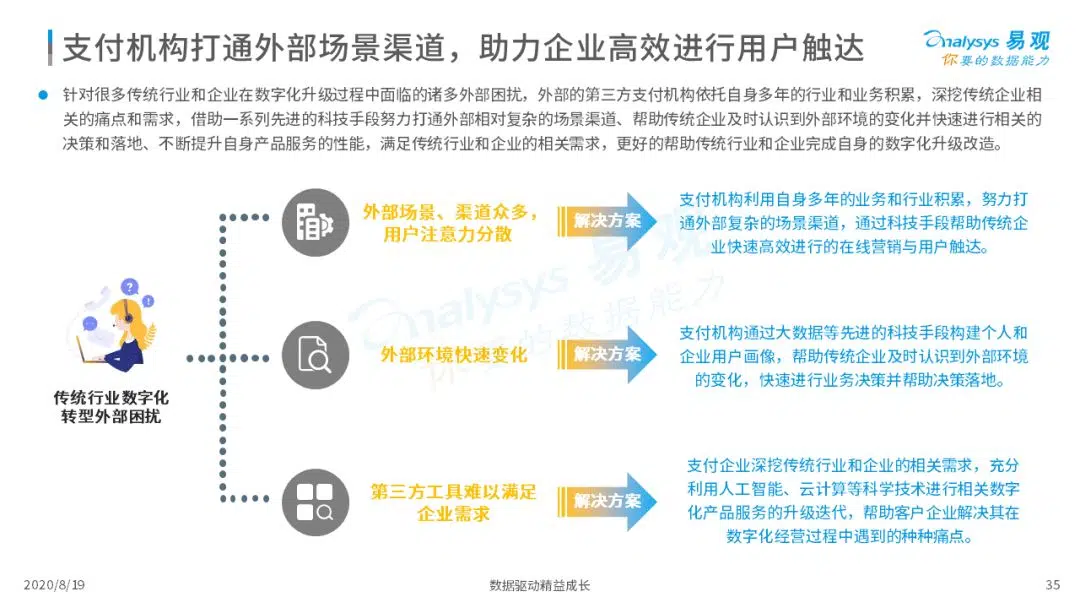 支付机构打通外部场景渠道，助力企业高效进行用户触达
analysys 易观
你要的数据能力
针对很多传统行业和企业在数字化升级过程中面临的诸多外部困扰，外部的第三方支付机构依托自身多年的行业和业务积累，深挖传统企业相
关的痛点和需求，借助一系列先进的科技手段努力打通外部相对复杂的场景渠道、帮助传统企业及时认识到外部环境的变化并快速进行相关的
决策和落地、不断提升自身产品服务的性能，满足传统行业和企业的相关需求，更好的帮助传统行业和企业完成自身的数字化升级改造。
外部场景、渠道众多，
用户注意力分散
解决方案
支付机构利用自身多年的业务和行业积累，努力打
通外部复杂的场景渠道，通过科技手段帮助传统企
业快速高效进行的在线营销与用户触达。
传统行业数字化
转型外部困扰
外部环境快速变化
解决方案
支付机构通过大数据等先进的科技手段构建个人和
企业用户画像，帮助传统企业及时认识到外部环境
的变化，快速进行业务决策并帮助决策落地。
第三方工具难以满足
企业需求
解决方案
支付企业深挖传统行业和企业的相关需求，充分
利用人工智能、云计算等科学技术进行相关数字
化产品服务的升级迭代，帮助客户企业解决其在
数字化经营过程中遇到的种种痛点。
analysys 易观
你要的数据能力
2020/8/19
数据驱动精益成长
35